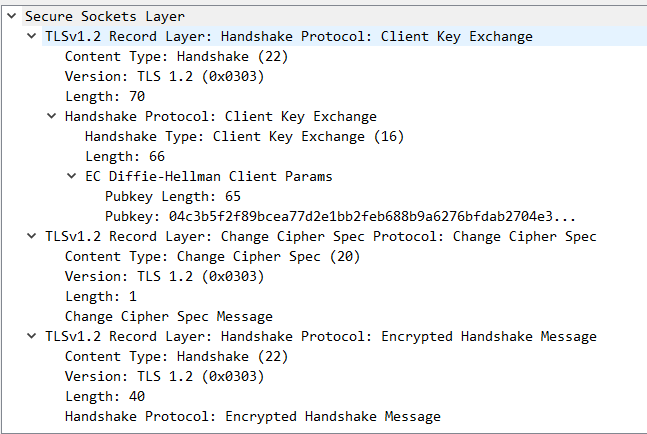 Secure Sockets Layer
TLSv1.2 Record Layer: Handshake Protocol: Client Key Exchange
Content Type: Handshake (22)
Version: TLS 1.2 (0x0303)
Length: 70
Handshake Protocol: Client Key Exchange
Handshake Type: Client Key Exchange (16)
Length: 66
EC Diffie-Hellman Client Params
Pubkey Length: 65
Pubkey: 04c3b5f2f89bcea77d2e1bb2feb688b9a6276bfdab2704e3...
TLSv1.2 Record Layer: Change Cipher Spec Protocol: Change Cipher Spec
Content Type: Change Cipher Spec (20)
Version: TLS 1.2 (0x0303)
Length: 1
Change Cipher Spec Message
TLSv1.2 Record Layer: Handshake Protocol: Encrypted Handshake Message
Content Type: Handshake (22)
Version: TLS 1.2 (0x0303)
Length: 40
Handshake Protocol: Encrypted Handshake Message